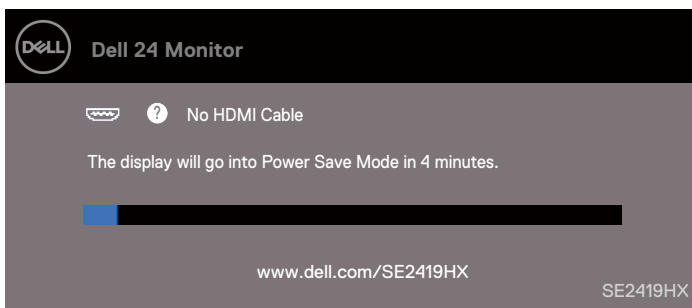 DELL
Dell 24 Monitor
? No HDMI Cable
The display will go into Power Save Mode in 4 minutes.
www.dell.com/SE2419HX
SE2419HX